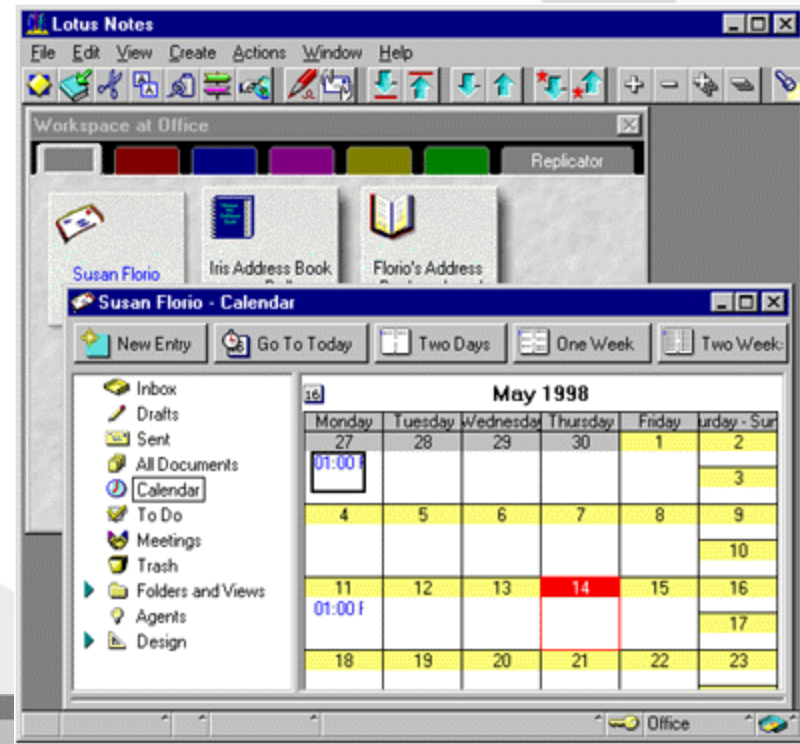 Lotus Notes
File Edit View Create Actions Window Help
Workspace at Office
Replicator
Susan Florio
Iris Address Book
Florio's Address
Susan Florio - Calendar
New Entry Go To Today Two Days One Week Two Week
Inbox
Drafts
Sent
All Documents
Calendar
To Do
Meetings
Trash
Folders and Views
Agents
Design
16 May 1998
Monday Tuesday Wednesday Thursday Friday urday - Sun
27 28 29 30 1 2
01:00
3
4 5 6 7 8 9
10
11 12 13 14 15 16
01:00
17
18 19 20 21 22 23
Office